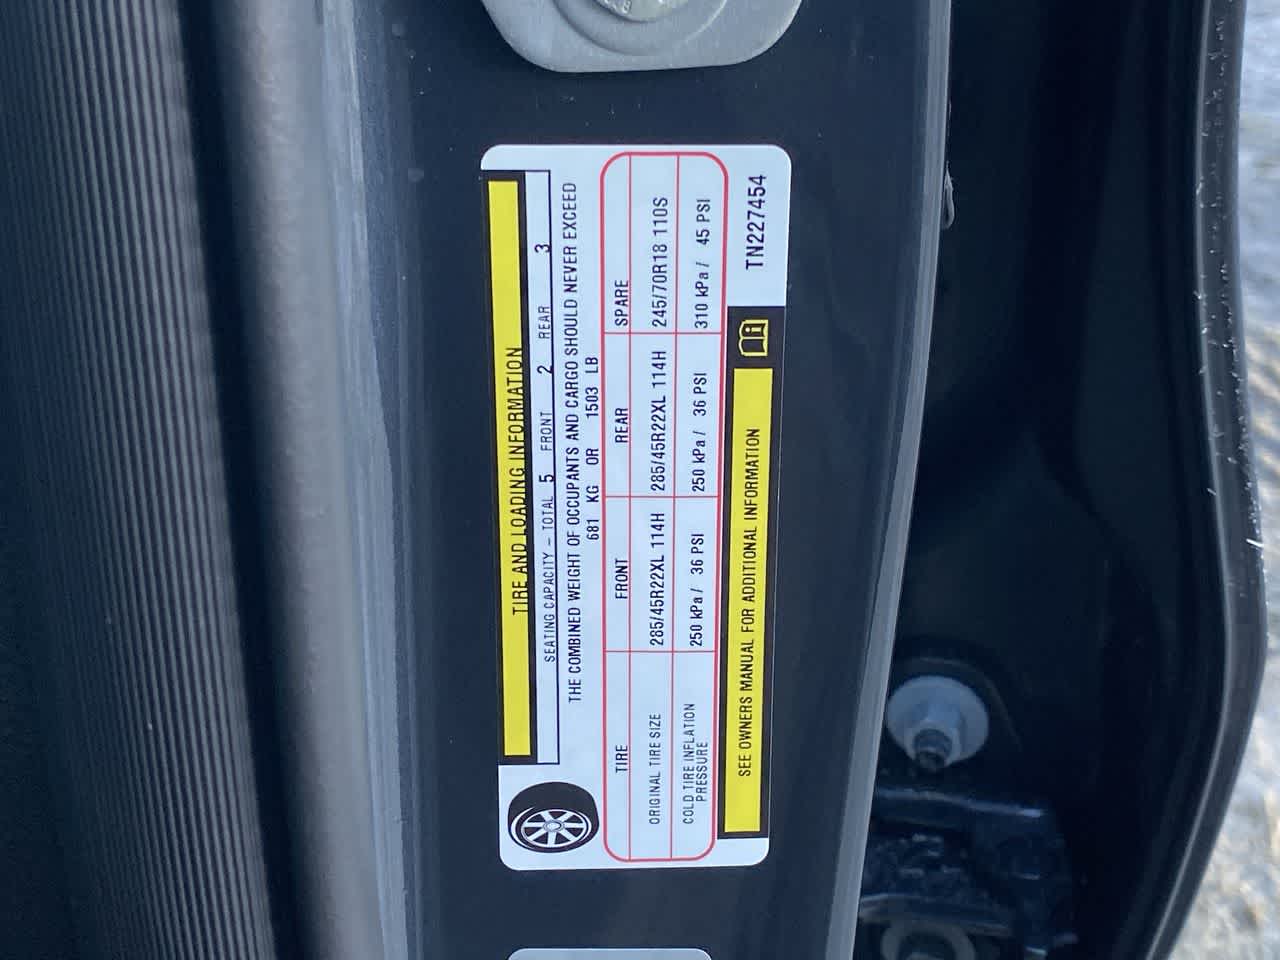 TIRE AND LOADING INFORMATION
SEATING CAPACITY – TOTAL 5 FRONT 2 REAR 3
THE COMBINED WEIGHT OF OCCUPANTS AND CARGO SHOULD NEVER EXCEED
681 KG OR 1503 LB
TIRE FRONT REAR SPARE
ORIGINAL TIRE SIZE 285/45R22XL 114H 285/45R22XL 114H 245/70R18 110S
COLD TIRE INFLATION PRESSURE 250 kPa / 36 PSI 250 kPa / 36 PSI 310 kPa / 45 PSI
SEE OWNERS MANUAL FOR ADDITIONAL INFORMATION
TN227454